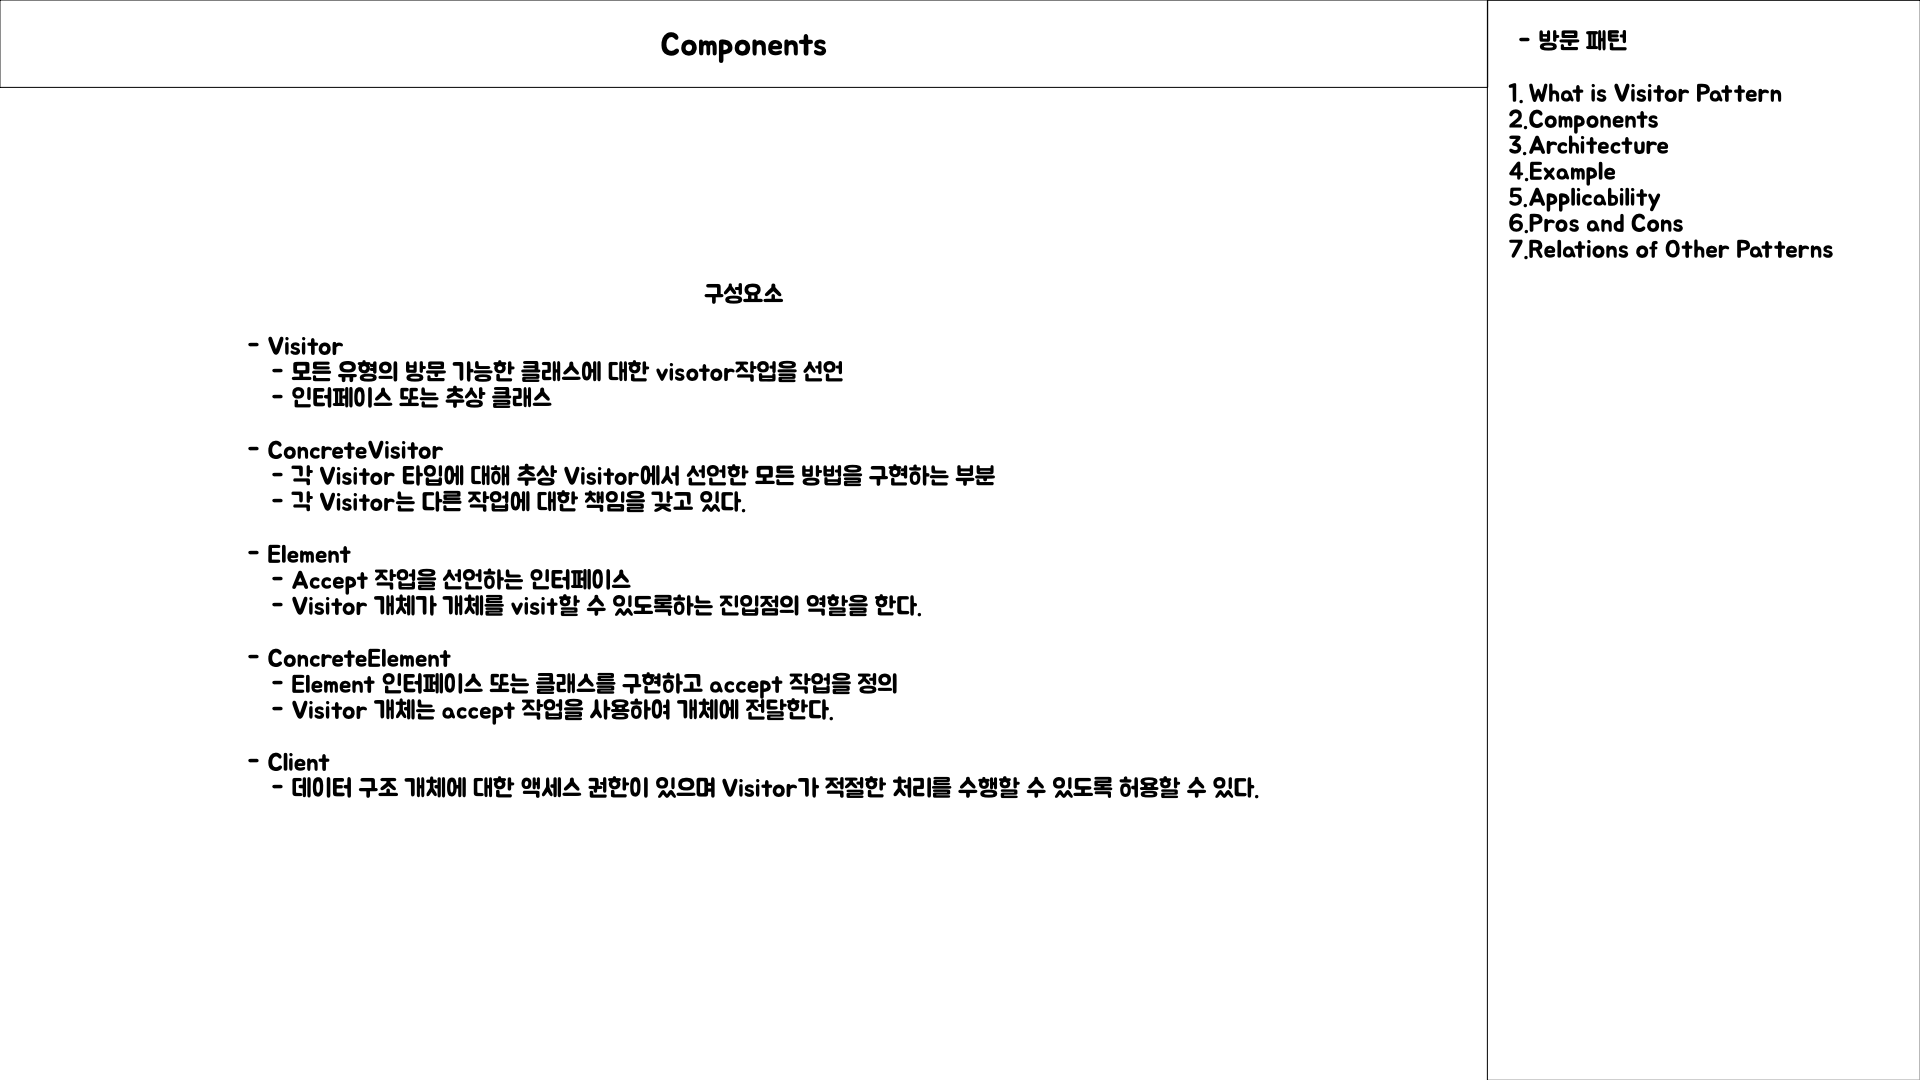 Components
구성요소
- Visitor
- 모든 유형의 방문 가능한 클래스에 대한 visotor작업을 선언
- 인터페이스 또는 추상 클래스
- ConcreteVisitor
- 각 Visitor 타입에 대해 추상 Visitor에서 선언한 모든 방법을 구현하는 부분
- 각 Visitor는 다른 작업에 대한 책임을 갖고 있다.
- Element
- Accept 작업을 선언하는 인터페이스
- Visitor 개체가 개체를 visit할 수 있도록하는 진입점의 역할을 한다.
- ConcreteElement
- Element 인터페이스 또는 클래스를 구현하고 accept 작업을 정의
- Visitor 개체는 accept 작업을 사용하여 개체에 전달한다.
- Client
- 데이터 구조 개체에 대한 액세스 권한이 있으며 Visitor가 적절한 처리를 수행할 수 있도록 허용할 수 있다.
- 방문 패턴
1. What is Visitor Pattern
2.Components
3.Architecture
4.Example
5.Applicability
6.Pros and Cons
7.Relations of Other Patterns